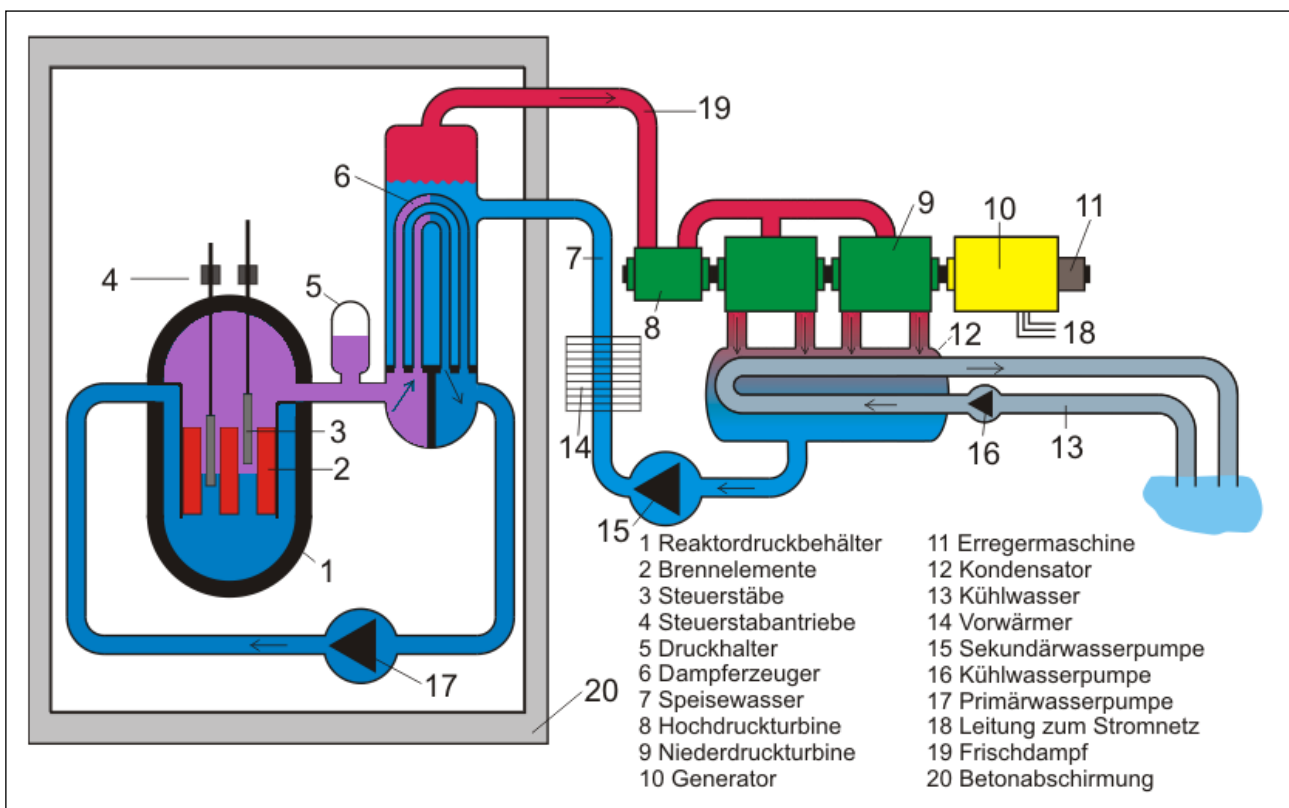 19
6
9
10
11
7
4
5
8
12
18
3
14
16
13
2
15
1
17
20
1 Reaktordruckbehälter
2 Brennelemente
3 Steuerstäbe
4 Steuerstabantriebe
5 Druckhalter
6 Dampferzeuger
7 Speisewasser
8 Hochdruckturbine
9 Niederdruckturbine
10 Generator
11 Erregermaschine
12 Kondensator
13 Kühlwasser
14 Vorwärmer
15 Sekundärwasserpumpe
16 Kühlwasserpumpe
17 Primärwasserpumpe
18 Leitung zum Stromnetz
19 Frischdampf
20 Betonabschirmung